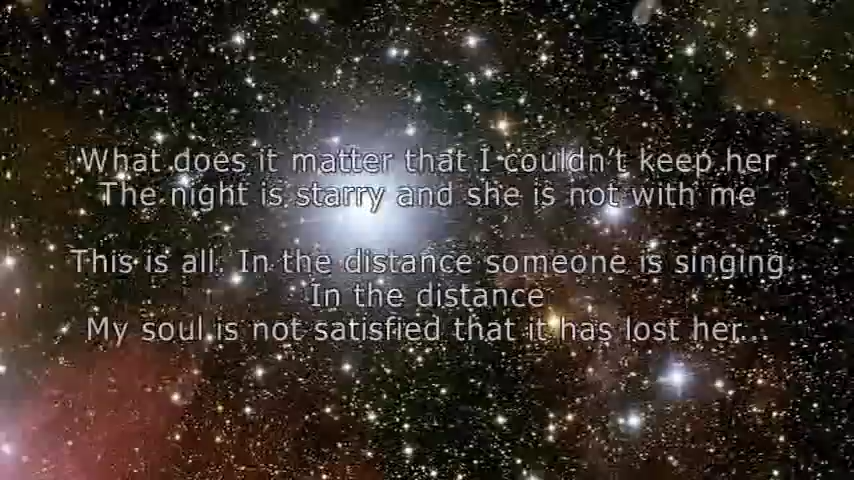 What does it matter that I couldn't keep her
The night is starry and she is not with me
This is all. In the distance someone is singing.
In the distance
My soul is not satisfied that it has lost her...